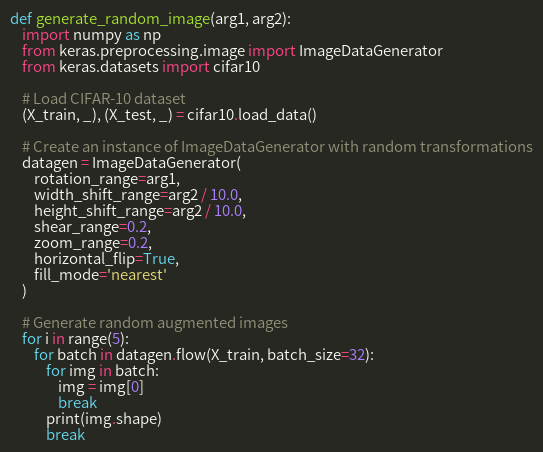 def generate_random_image(arg1, arg2):
import numpy as np
from keras.preprocessing.image import ImageDataGenerator
from keras.datasets import cifar10
# Load CIFAR-10 dataset
(X_train, _), (X_test, _) = cifar10.load_data()
# Create an instance of ImageDataGenerator with random transformations
datagen = ImageDataGenerator(
rotation_range=arg1,
width_shift_range=arg2 / 10.0,
height_shift_range=arg2 / 10.0,
shear_range=0.2,
zoom_range=0.2,
horizontal_flip=True,
fill_mode='nearest'
)
# Generate random augmented images
for i in range(5):
for batch in datagen.flow(X_train, batch_size=32):
for img in batch:
img = img[0]
break
print(img.shape)
break